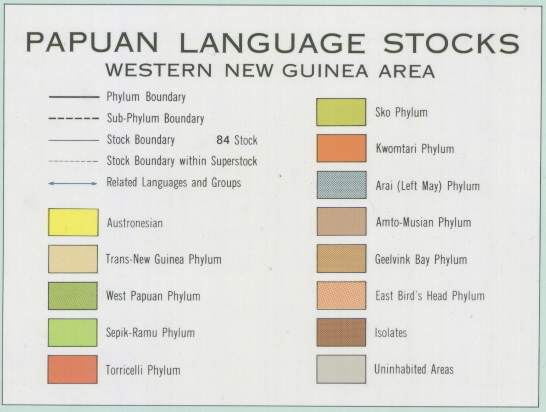 PAPUAN LANGUAGE STOCKS
WESTERN NEW GUINEA AREA
Phylum Boundary
Sub-Phylum Boundary
Stock Boundary 84 Stock
Stock Boundary within Superstock
Related Languages and Groups
Austronesian
Trans-New Guinea Phylum
West Papuan Phylum
Sepik-Ramu Phylum
Torricelli Phylum
Sko Phylum
Kwomtari Phylum
Arai (Left May) Phylum
Amto-Musian Phylum
Geelvink Bay Phylum
East Bird's Head Phylum
Isolates
Uninhabited Areas